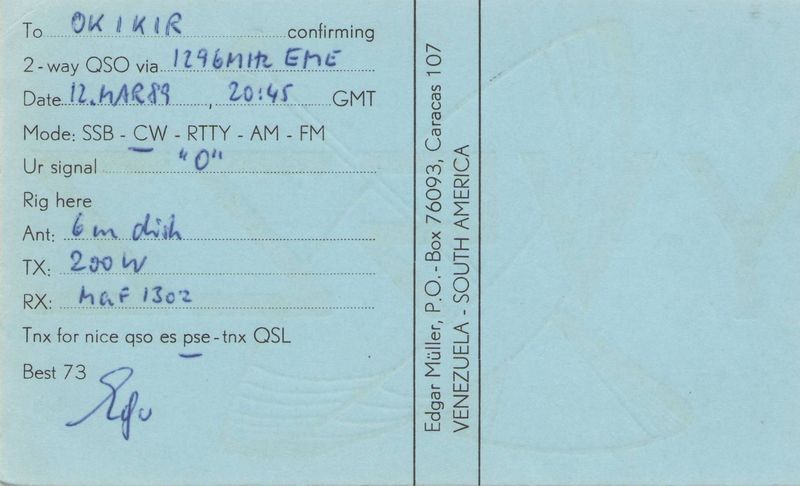 To OK1KIR confirming
2-way QSO via 1296MHz EME
Date 12.MAR89, 20:45 GMT
Mode: SSB - CW - RTTY - AM - FM
Ur signal "O"
Rig here
Ant: 6m dish
TX: 200W
RX: MGF 1302
Tnx for nice qso es pse-tnx QSL
Best 73
Edgar Müller, P.O.-Box 76093, Caracas 107
VENEZUELA - SOUTH AMERICA